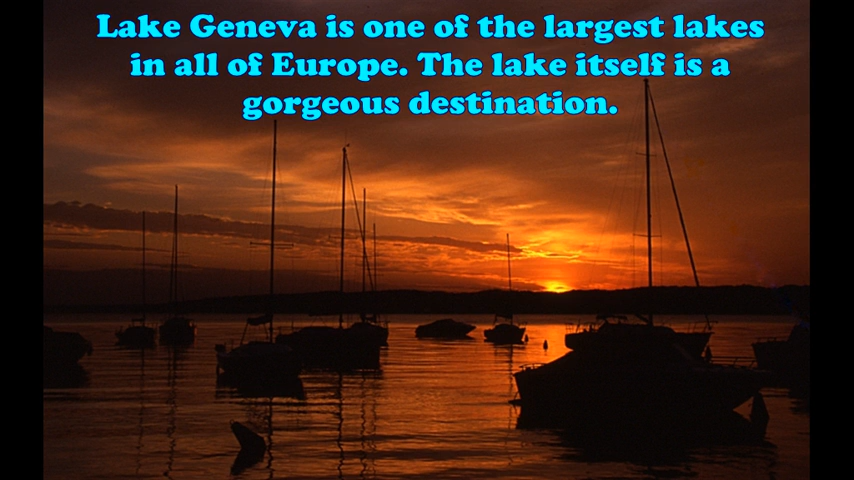 Lake Geneva is one of the largest lakes
in all of Europe. The lake itself is a
gorgeous destination.